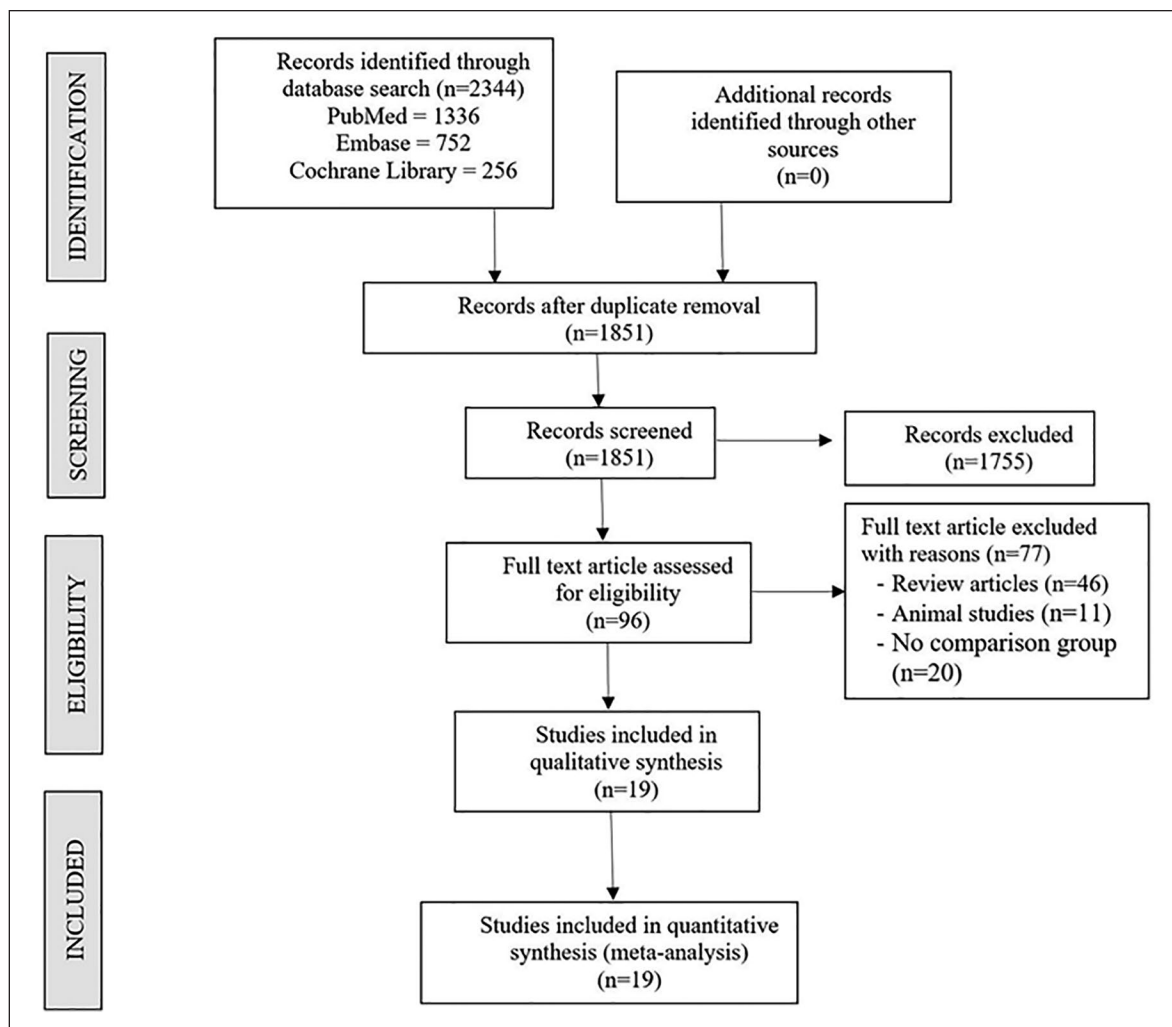 IDENTIFICATION
Records identified through
database search (n=2344)
PubMed = 1336
Embase = 752
Cochrane Library = 256
Additional records
identified through other
sources
(n=0)
Records after duplicate removal
(n=1851)
SCREENING
Records screened
(n=1851)
Records excluded
(n=1755)
ELIGIBILITY
Full text article assessed
for eligibility
(n=96)
Full text article excluded
with reasons (n=77)
- Review articles (n=46)
- Animal studies (n=11)
- No comparison group
(n=20)
Studies included in
qualitative synthesis
(n=19)
INCLUDED
Studies included in quantitative
synthesis (meta-analysis)
(n=19)